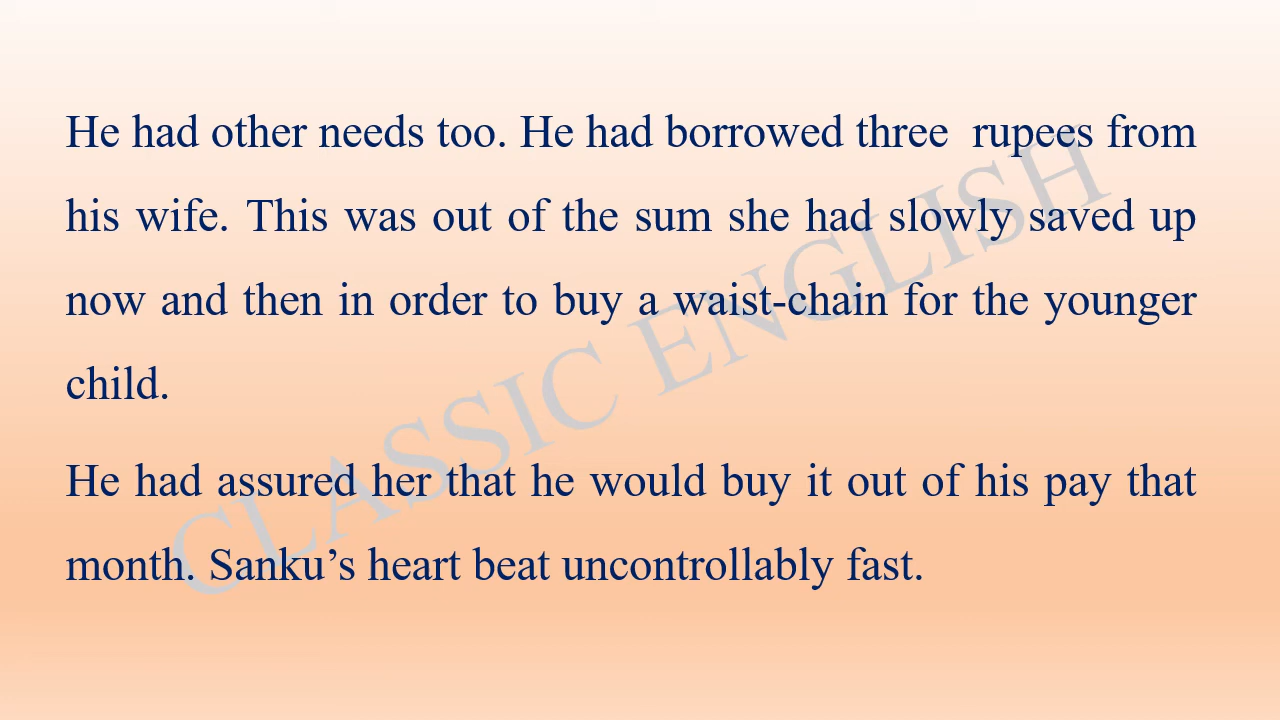 He had other needs too. He had borrowed three  rupees from
his wife. This was out of the sum she had slowly saved up
now and then in order to buy a waist-chain for the younger
child.
He had assured her that he would buy it out of his pay that
month. Sanku’s heart beat uncontrollably fast.
CLASSIC ENGLISH